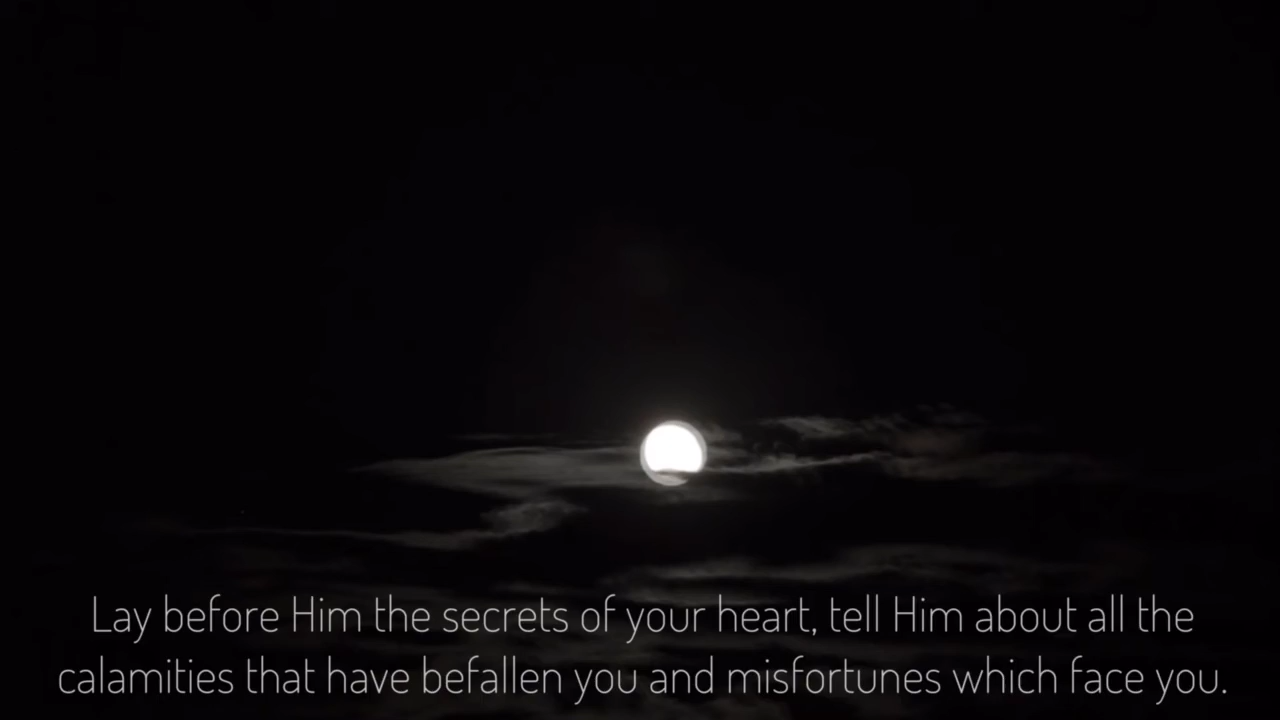 Lay before Him the secrets of your heart, tell Him about all the
calamities that have befallen you and misfortunes which face you.